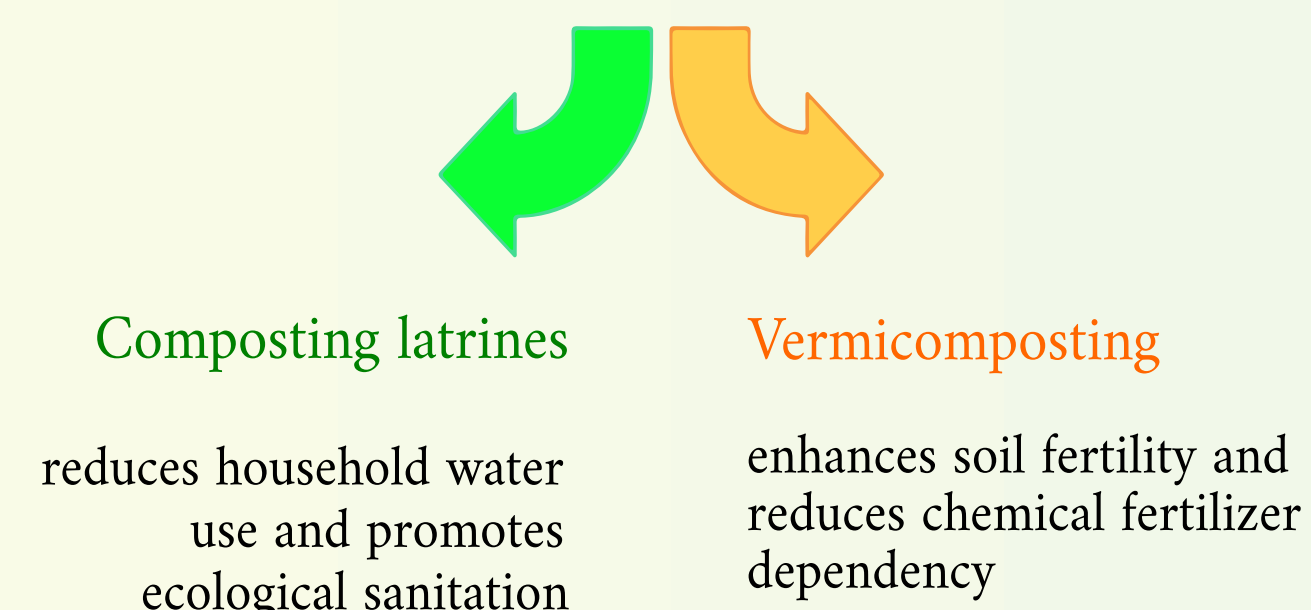 Composting latrines
reduces household water
use and promotes
ecological sanitation
Vermicomposting
enhances soil fertility and
reduces chemical fertilizer
dependency